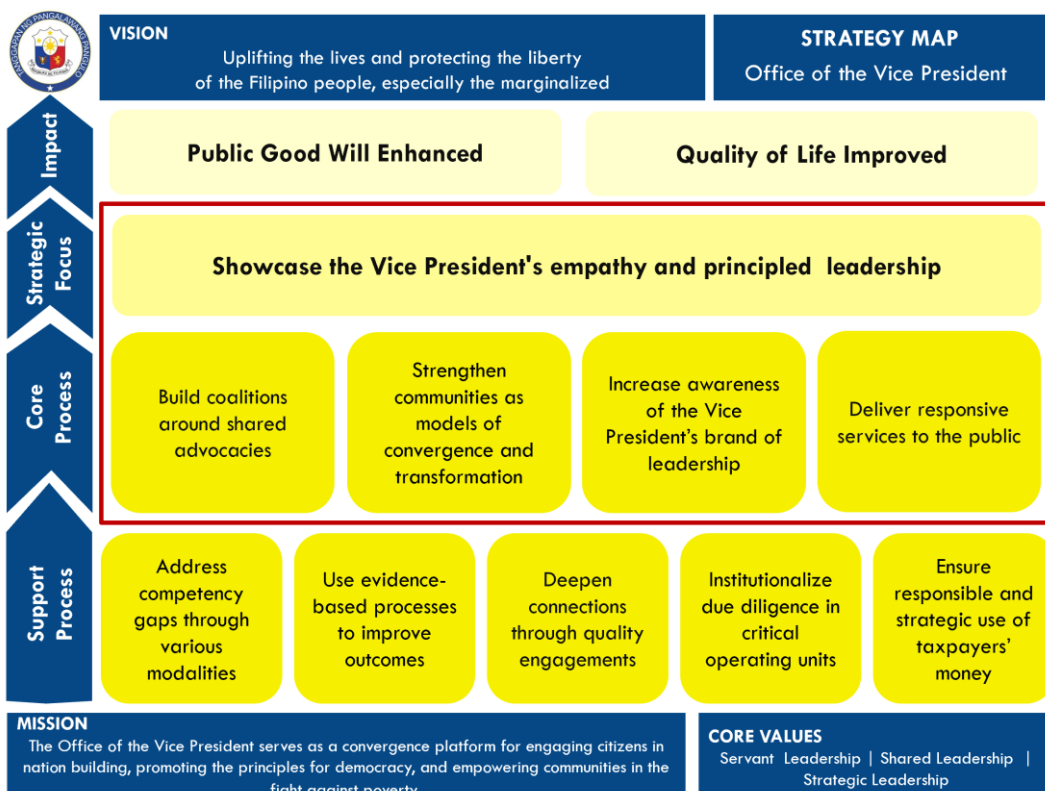 TANGGAPAN NG PANGALAWANG PANGULO
VISION
Uplifting the lives and protecting the liberty
of the Filipino people, especially the marginalized
STRATEGY MAP
Office of the Vice President
Impact
Public Good Will Enhanced
Quality of Life Improved
Strategic
Focus
Showcase the Vice President's empathy and principled leadership
Core
Process
Build coalitions
around shared
advocacies
Strengthen
communities as
models of
convergence and
transformation
Increase awareness
of the Vice
President's brand of
leadership
Deliver responsive
services to the public
Support
Process
Address
competency
gaps through
various
modalities
Use evidence-
based processes
to improve
outcomes
Deepen
connections
through quality
engagements
Institutionalize
due diligence in
critical
operating units
Ensure
responsible and
strategic use of
taxpayers'
money
MISSION
The Office of the Vice President serves as a convergence platform for engaging citizens in
nation building, promoting the principles for democracy, and empowering communities in the
fight against poverty
CORE VALUES
Servant Leadership | Shared Leadership |
Strategic Leadership